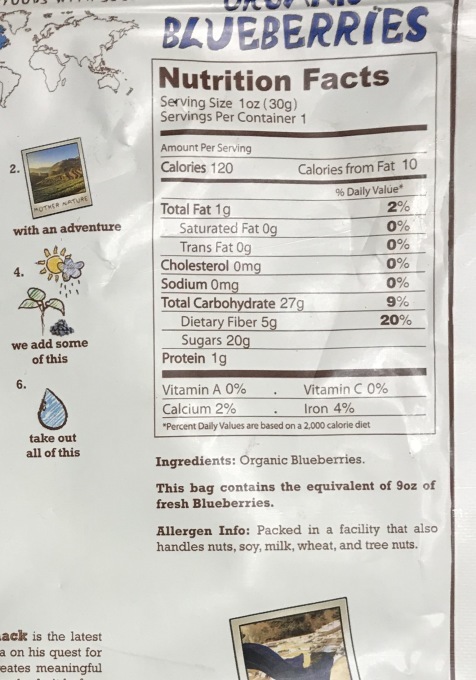 ORGANIC
BLUEBERRIES
Nutrition Facts
Serving Size 1oz (30g)
Servings Per Container 1
Amount Per Serving
Calories 120 Calories from Fat 10
% Daily Value*
Total Fat 1g 2%
Saturated Fat 0g 0%
Trans Fat 0g 0%
Cholesterol 0mg 0%
Sodium 0mg 0%
Total Carbohydrate 27g 9%
Dietary Fiber 5g 20%
Sugars 20g
Protein 1g
Vitamin A 0% . Vitamin C 0%
Calcium 2% . Iron 4%
*Percent Daily Values are based on a 2,000 calorie diet
Ingredients: Organic Blueberries.
This bag contains the equivalent of 9oz of
fresh Blueberries.
Allergen Info: Packed in a facility that also
handles nuts, soy, milk, wheat, and tree nuts.
2.
MOTHER NATURE
with an adventure
4.
we add some
of this
6.
take out
all of this
is the latest
a on his quest for
meaningful